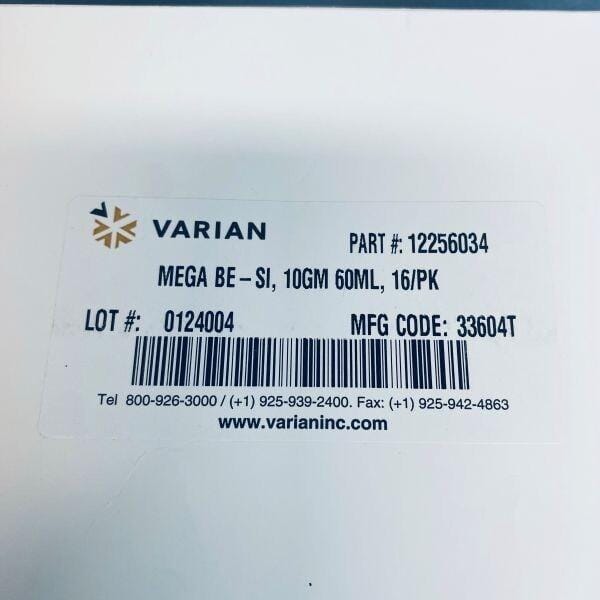 VARIAN
PART #: 12256034
MEGA BE – SI, 10GM 60ML, 16/PK
LOT #: 0124004 MFG CODE: 33604T
Tel 800-926-3000 / (+1) 925-939-2400. Fax: (+1) 925-942-4863
www.varianinc.com